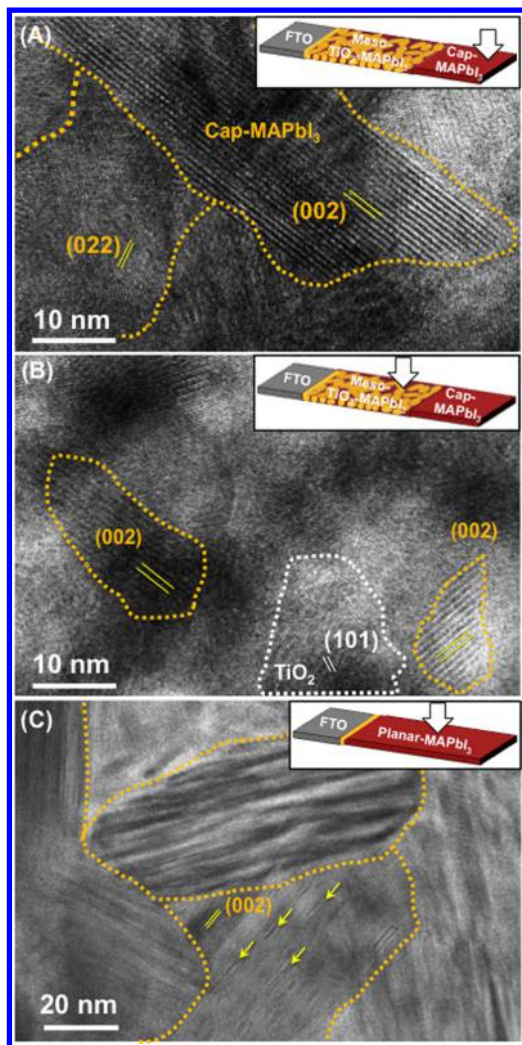 (A)
FTO
Meso-
TiO2-MAPbI3
Cap-
MAPbI3
Cap-MAPbI3
(002)
(022)
10 nm
(B)
FTO
Meso-
TiO2-MAPbI3
Cap-
MAPbI3
(002)
(002)
(101)
TiO2
10 nm
(C)
FTO
Planar-MAPbI3
(002)
20 nm